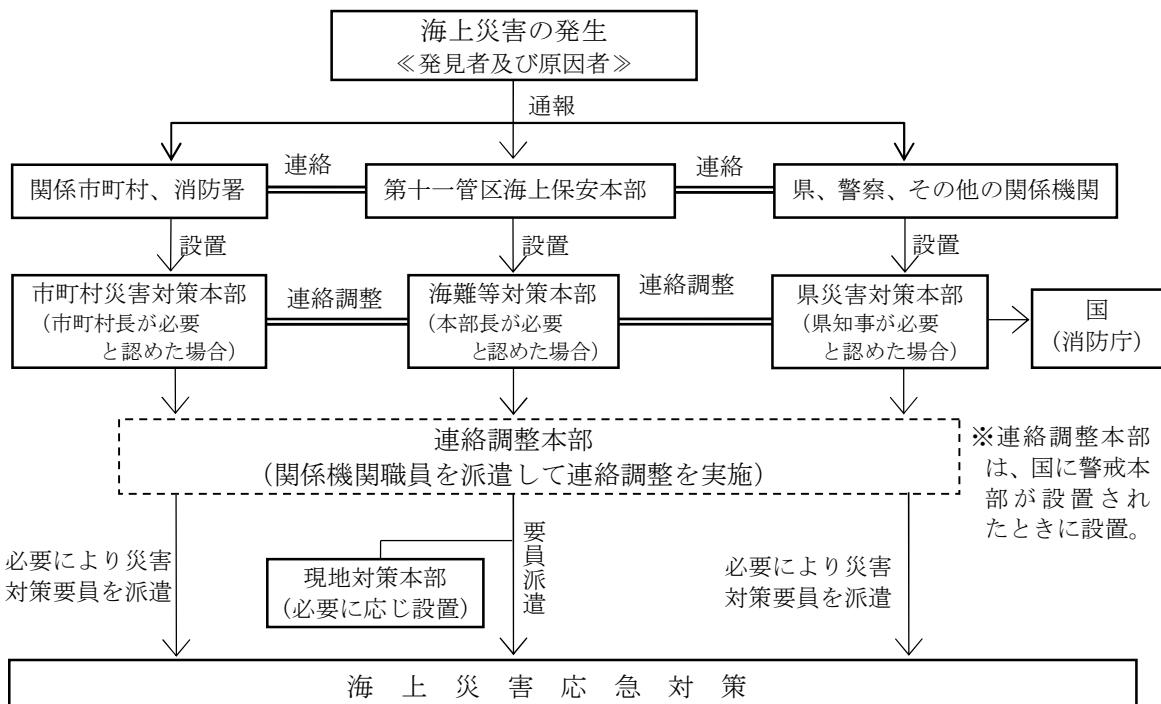 海上災害の発生
≪発見者及び原因者≫
通報
関係市町村、消防署
連絡
第十一管区海上保安本部
連絡
県、警察、その他の関係機関
設置
設置
設置
市町村災害対策本部
(市町村長が必要
と認めた場合)
連絡調整
海難等対策本部
(本部長が必要
と認めた場合)
連絡調整
県災害対策本部
(県知事が必要
と認めた場合)
国
(消防庁)
連絡調整本部
(関係機関職員を派遣して連絡調整を実施)
※連絡調整本部
は、国に警戒本
部が設置され
たときに設置。
必要により災害
対策要員を派遣
現地対策本部
(必要に応じ設置)
要員派遣
必要により災害
対策要員を派遣
海上災害応急対策